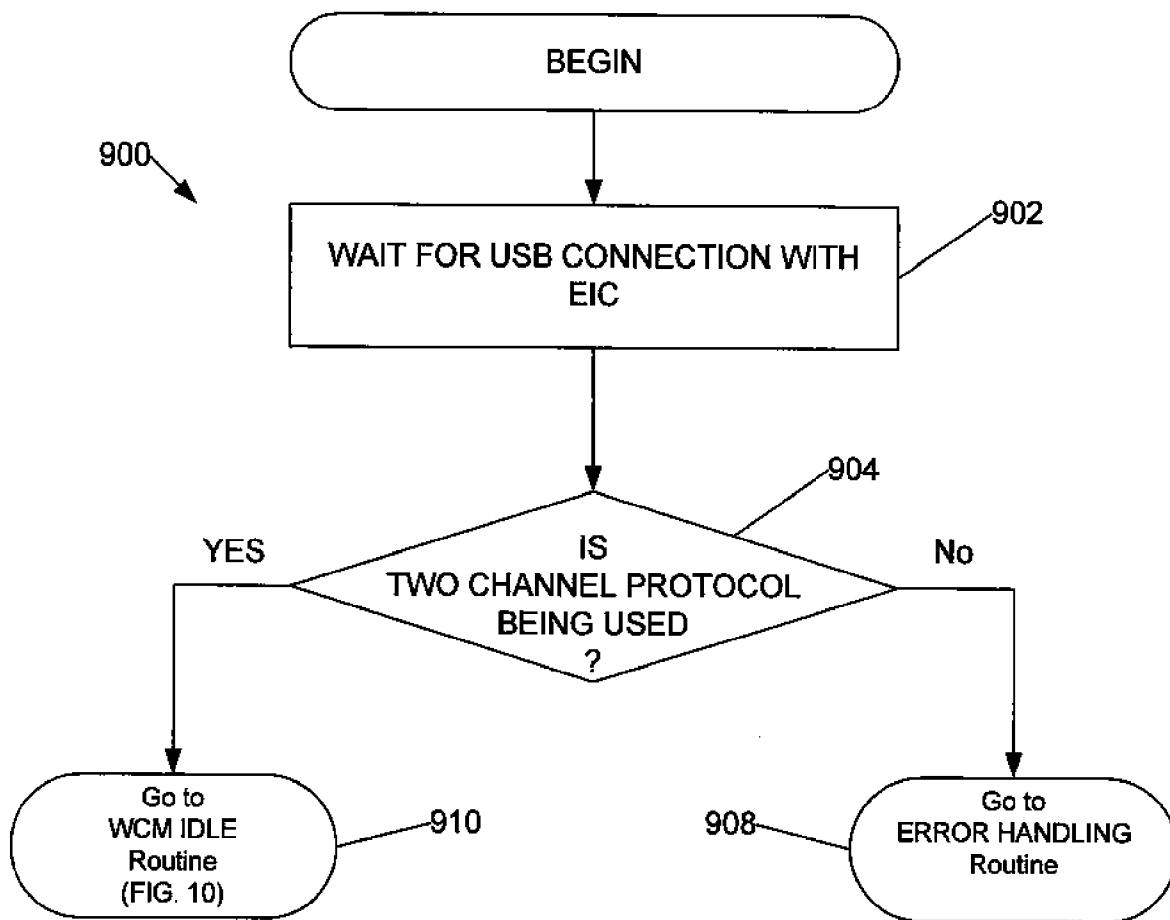 BEGIN
900
902
WAIT FOR USB CONNECTION WITH
EIC
904
YES
No
IS
TWO CHANNEL PROTOCOL
BEING USED
?
Go to
WCM IDLE
Routine
(FIG. 10)
910
908
Go to
ERROR HANDLING
Routine